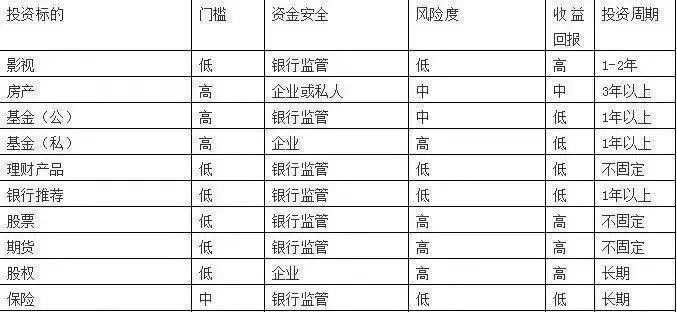 投资标的 门槛 资金安全 风险度 收益回报 投资周期
影视 低 银行监管 低 高 1-2年
房产 高 企业或私人 中 中 3年以上
基金（公） 高 银行监管 中 低 1年以上
基金（私） 高 企业 高 低 1年以上
理财产品 低 银行监管 低 低 不固定
银行推荐 低 银行监管 低 低 1年以上
股票 低 银行监管 高 高 不固定
期货 低 银行监管 高 高 不固定
股权 低 企业 高 高 长期
保险 中 银行监管 低 低 长期